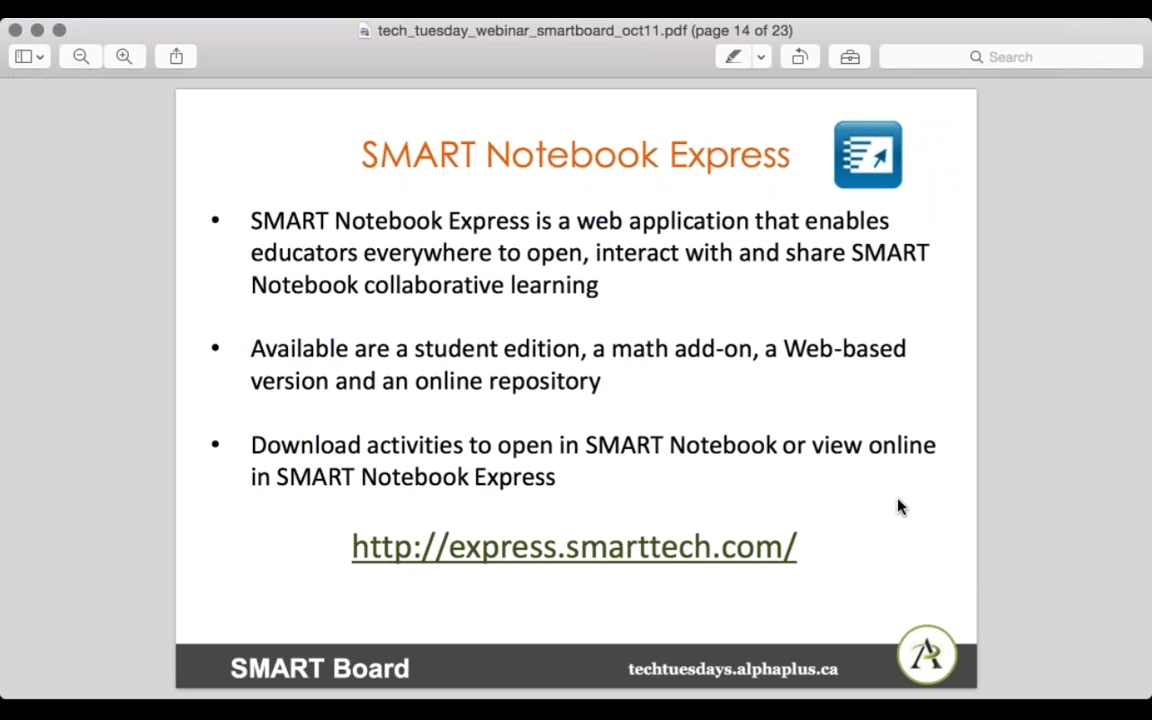 tech_tuesday_webinar_smartboard_oct11.pdf (page 14 of 23)
Search
SMART Notebook Express
• SMART Notebook Express is a web application that enables
educators everywhere to open, interact with and share SMART
Notebook collaborative learning
• Available are a student edition, a math add-on, a Web-based
version and an online repository
• Download activities to open in SMART Notebook or view online
in SMART Notebook Express
http://express.smarttech.com/
SMART Board
techtuesdays.alphaplus.ca